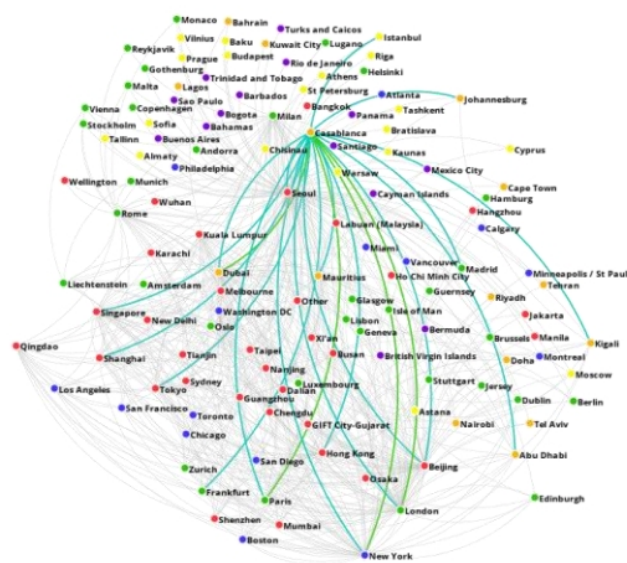 Monaco
Bahrain
Turks and Caicos
Istanbul
Vilnius
Baku
Kuwait City
Lugano
Reykjavik
Prague
Budapest
Rio de Janeiro
Riga
Gothenburg
Trinidad and Tobago
Athens
Helsinki
Malta
Lagos
St Petersburg
Sao Paulo
Barbados
Atlanta
Johannesburg
Vienna
Copenhagen
Bangkok
Tashkent
Bogota
Milan
Panama
Stockholm
Sofia
Bahamas
Casablanca
Bratislava
Tallinn
Buenos Aires
Santiago
Almaty
Andorra
Chisinau
Kaunas
Cyprus
Philadelphia
Warsaw
Mexico City
Wellington
Munich
Seoul
Cayman Islands
Cape Town
Wuhan
Hamburg
Rome
Hangzhou
Labuan (Malaysia)
Calgary
Kuala Lumpur
Miami
Karachi
Vancouver
Madrid
Dubai
Mauritius
Ho Chi Minh City
Minneapolis / St Paul
Liechtenstein
Amsterdam
Tehran
Melbourne
Guernsey
Riyadh
Other
Glasgow
Singapore
Washington DC
Isle of Man
Jakarta
New Delhi
Lisbon
Oslo
Geneva
Bermuda
Qingdao
Xi'an
Brussels
Manila
Kigali
Shanghai
Tianjin
Taipei
Busan
British Virgin Islands
Doha
Montreal
Nanjing
Moscow
Los Angeles
Tokyo
Sydney
Dalian
Luxembourg
Stuttgart
Jersey
Guangzhou
Dublin
Berlin
San Francisco
Toronto
Chengdu
Astana
GIFT City-Gujarat
Nairobi
Tel Aviv
Chicago
Hong Kong
Abu Dhabi
Zurich
San Diego
Beijing
Osaka
Frankfurt
Paris
Edinburgh
London
Shenzhen
Mumbai
Boston
New York